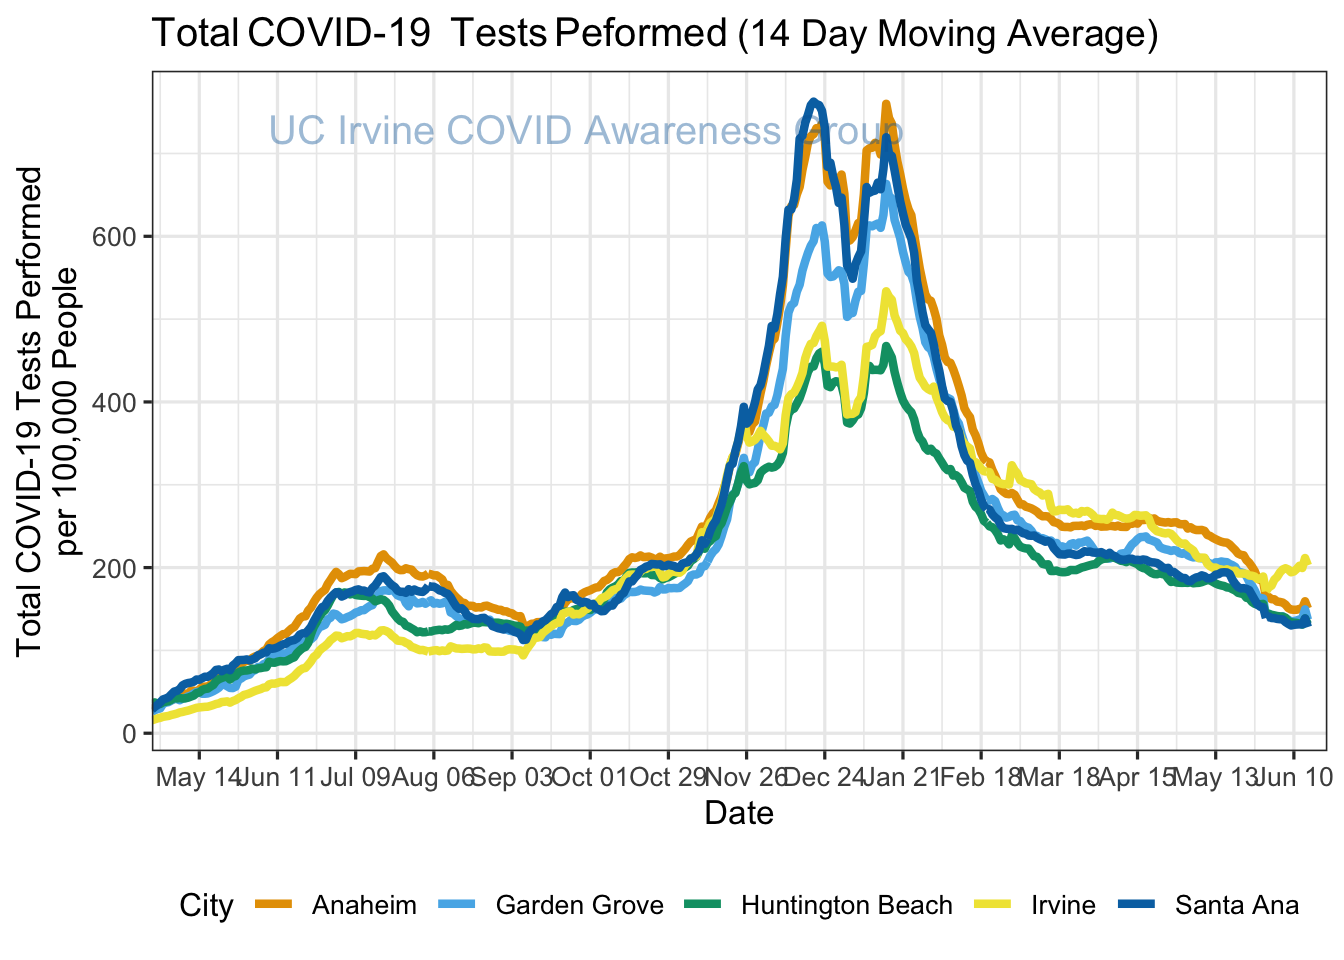 Total COVID-19 Tests Peformed (14 Day Moving Average)
UC Irvine COVID Awareness Group
Total COVID-19 Tests Performed
per 100,000 People
600
400
200
0
May 14 Jun 11 Jul 09 Aug 06 Sep 03 Oct 01 Oct 29 Nov 26 Dec 24 Jan 21 Feb 18 Mar 18 Apr 15 May 13 Jun 10
Date
City Anaheim Garden Grove Huntington Beach Irvine Santa Ana